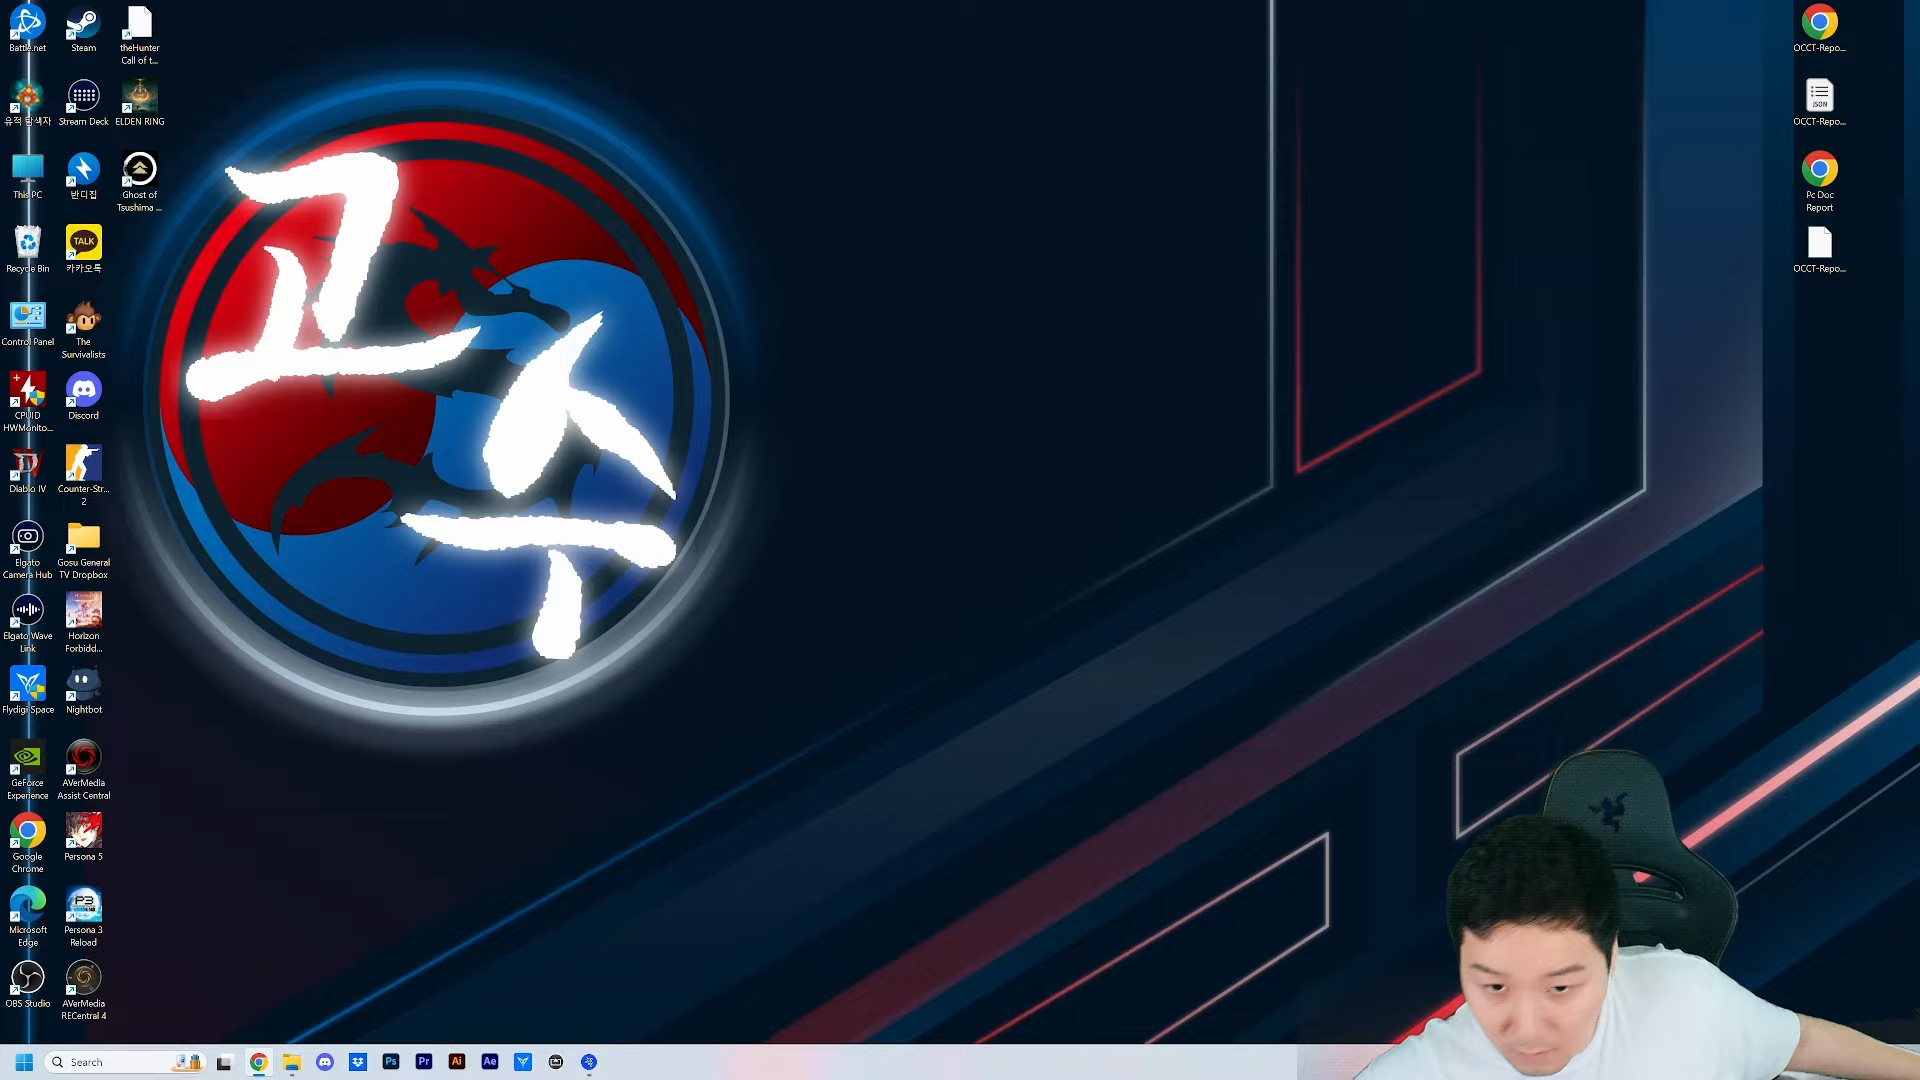 Battle.net
Steam
theHunter
Call of t...
유적 탐색자
Stream Deck
ELDEN RING
This PC
반디집
Ghost of
Tsushima ...
Recycle Bin
TALK
카카오톡
Control Panel
The
Survivalists
CPUID
HWMonito...
Discord
Diablo IV
Counter-Str...
2
Elgato
Camera Hub
Gosu General
TV Dropbox
Elgato Wave
Link
Horizon
Forbidd...
Flydigi Space
Nightbot
GeForce
Experience
AVerMedia
Assist Central
Google
Chrome
Persona 5
Microsoft
Edge
P3
Persona 3
Reload
OBS Studio
AVerMedia
RECentral 4
고수
OCCT-Repo...
JSON
OCCT-Repo...
Pc Doc
Report
OCCT-Repo...
Search
Ps
Pr
Ai
Ae